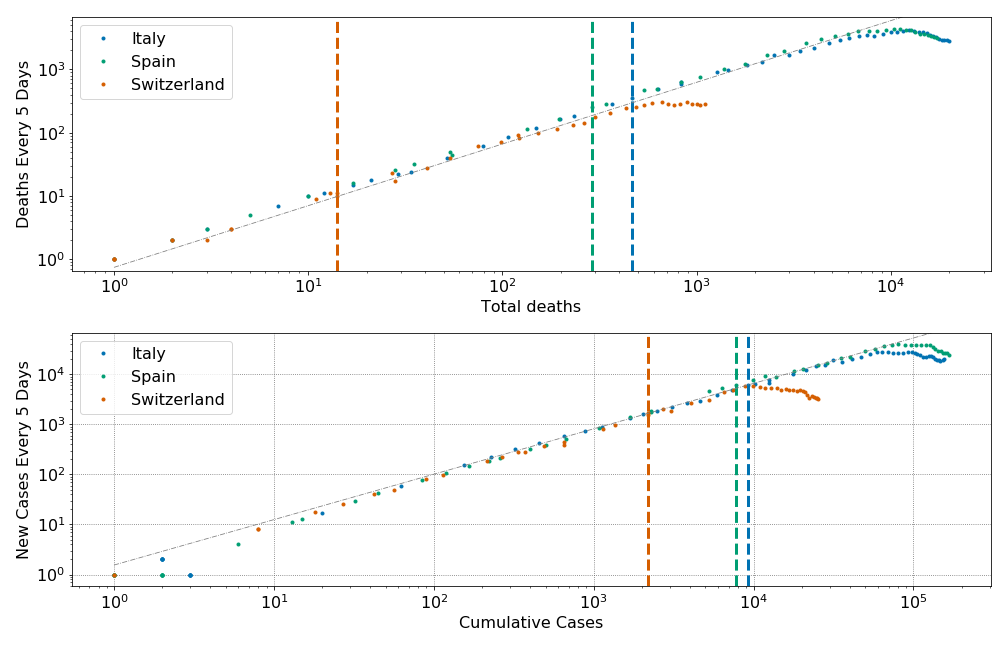 Italy
Spain
Switzerland
Deaths Every 5 Days
10³
10²
10¹
10⁰
10⁰ 10¹ 10² 10³ 10⁴
Total deaths
Italy
Spain
Switzerland
New Cases Every 5 Days
10⁴
10³
10²
10¹
10⁰
10⁰ 10¹ 10² 10³ 10⁴ 10⁵
Cumulative Cases